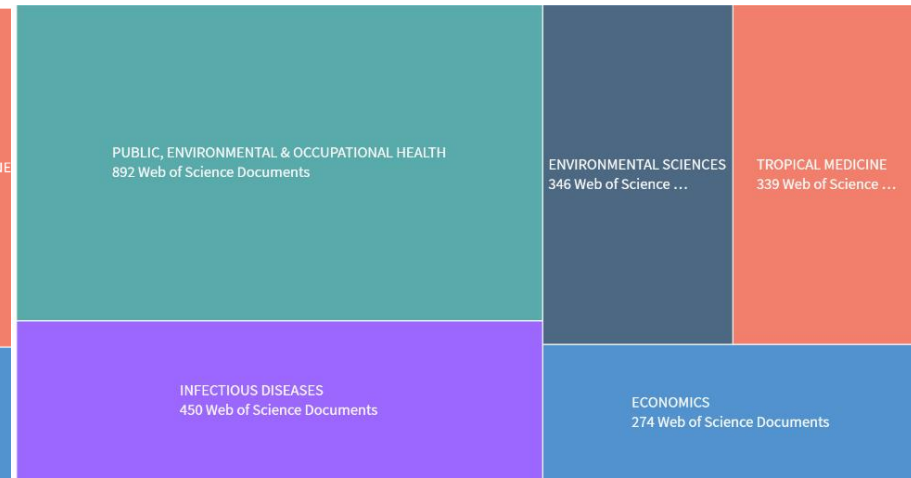 NE
PUBLIC, ENVIRONMENTAL & OCCUPATIONAL HEALTH
892 Web of Science Documents
ENVIRONMENTAL SCIENCES
346 Web of Science ...
TROPICAL MEDICINE
339 Web of Science ...
INFECTIOUS DISEASES
450 Web of Science Documents
ECONOMICS
274 Web of Science Documents